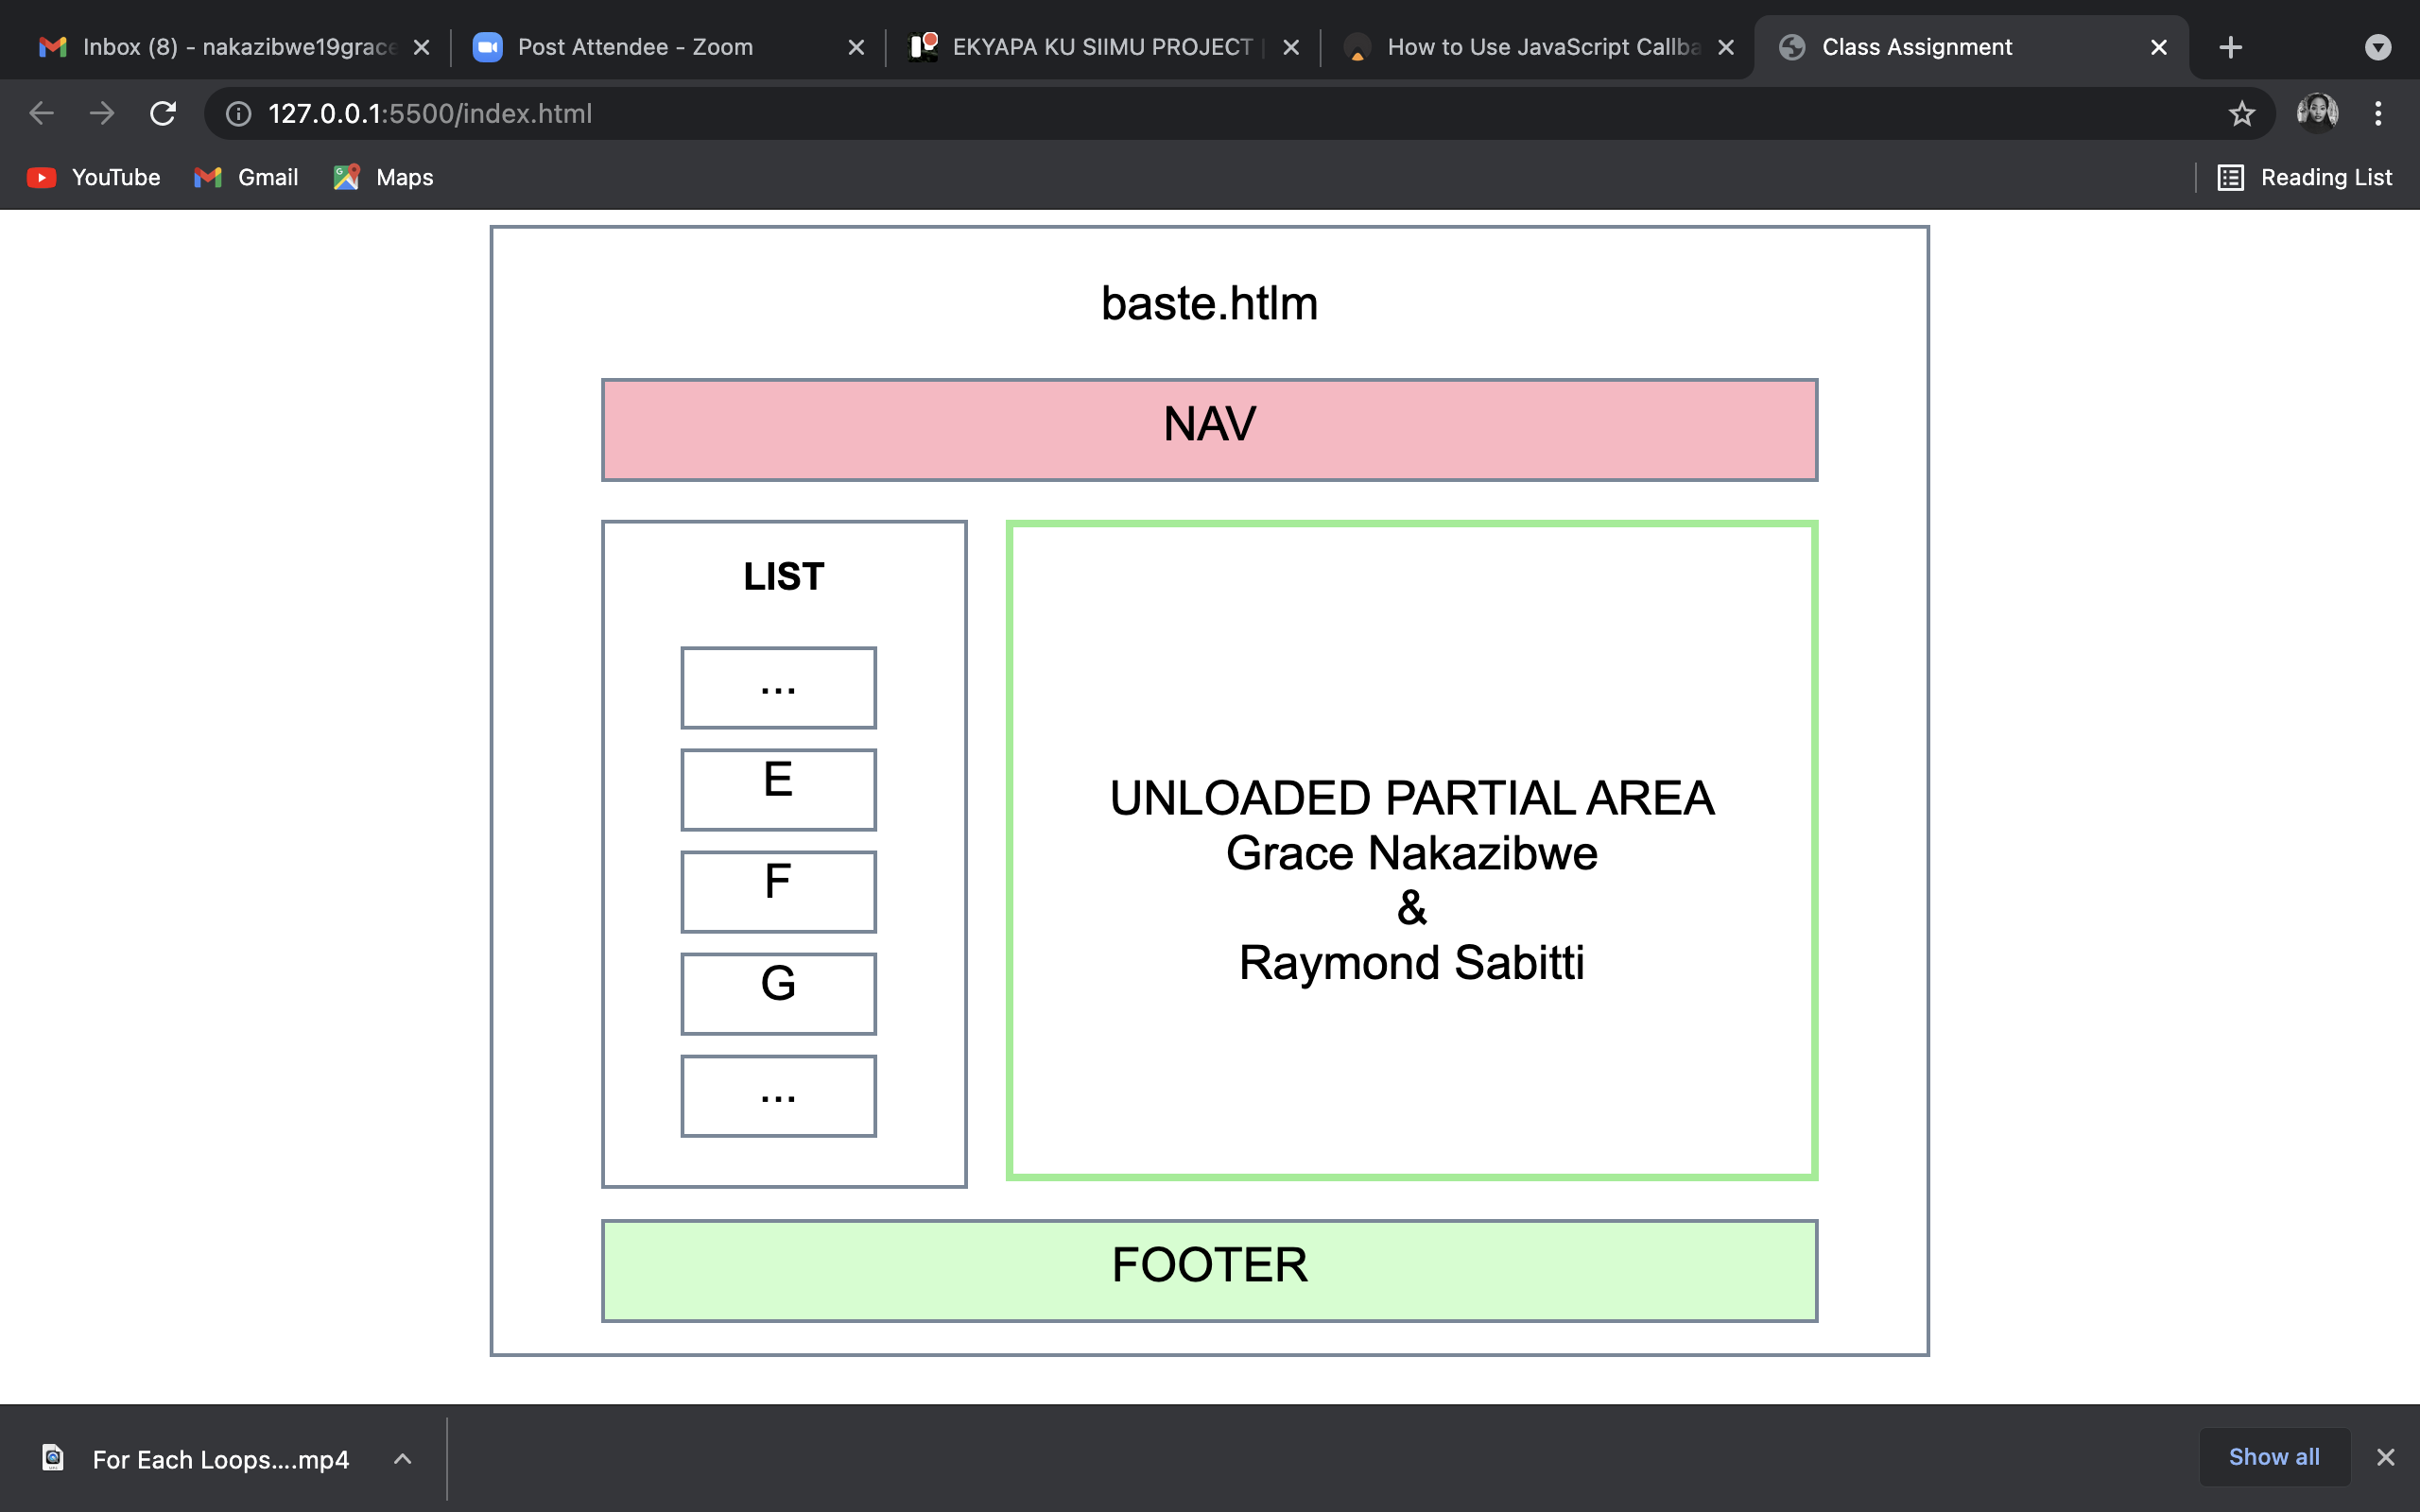 Inbox (8) - nakazibwe19grace
Post Attendee - Zoom
EKYAPA KU SIIMU PROJECT
How to Use JavaScript Callba
Class Assignment
127.0.0.1:5500/index.html
YouTube
Gmail
Maps
Reading List
baste.htlm
NAV
LIST
...
E
F
G
...
UNLOADED PARTIAL AREA
Grace Nakazibwe
&
Raymond Sabitti
FOOTER
For Each Loops....mp4
Show all